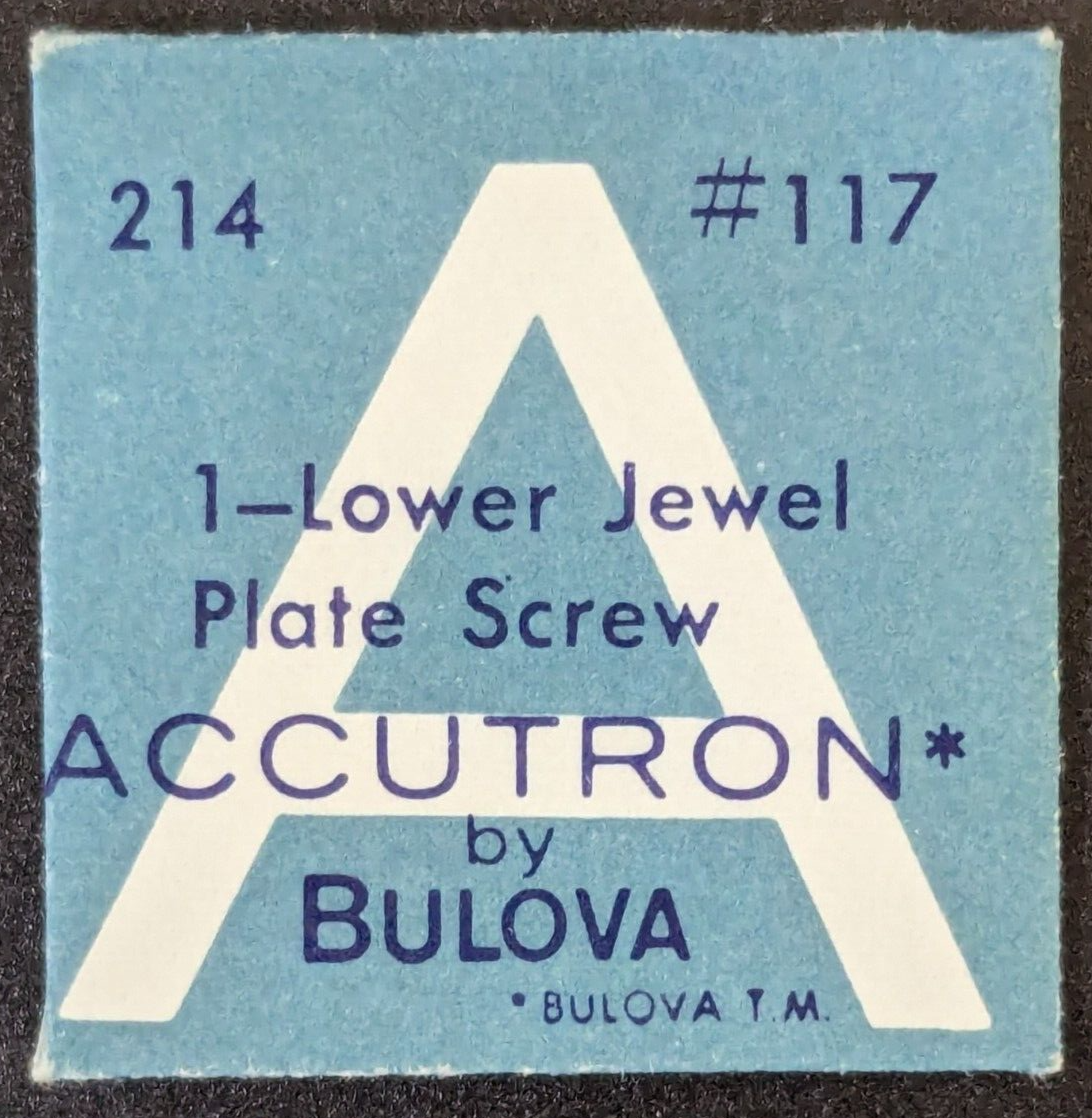 214 #117
1–Lower Jewel
Plate Screw
ACCUTRON*
by
BULOVA
*BULOVA T.M.